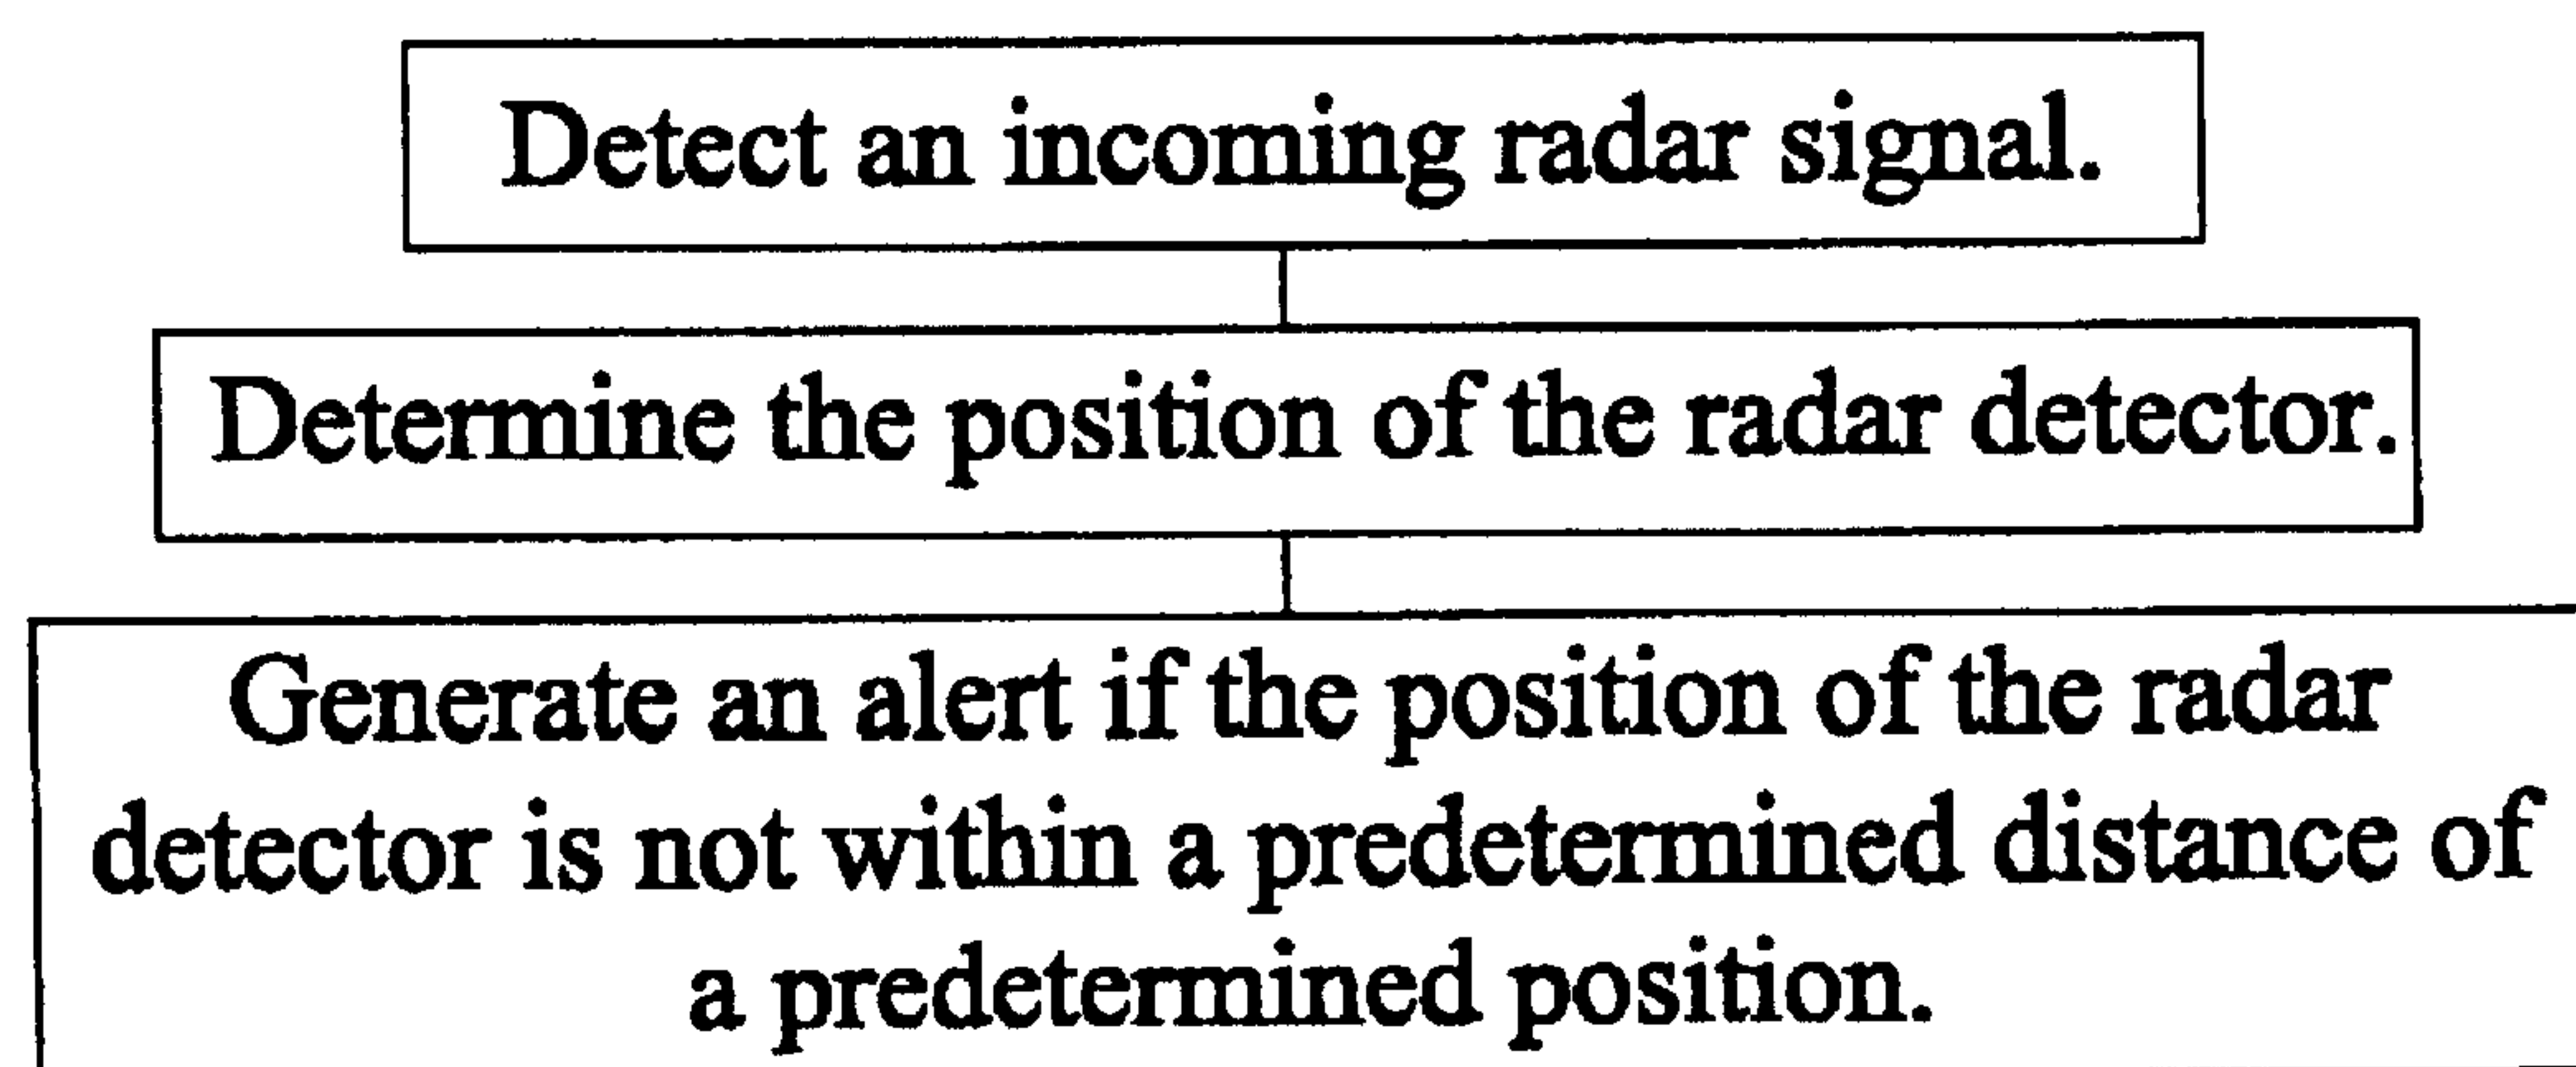 Detect an incoming radar signal.
Determine the position of the radar detector.
Generate an alert if the position of the radar
detector is not within a predetermined distance of
a predetermined position.